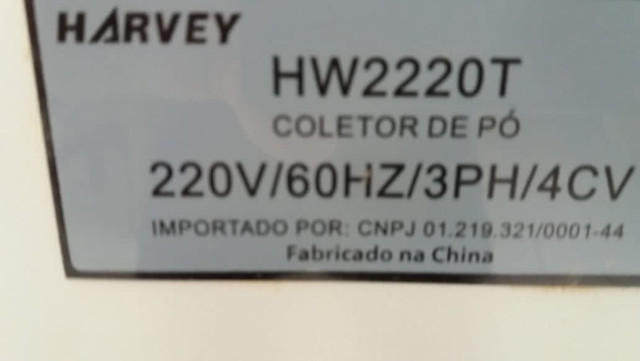 HARVEY
HW2220T
COLETOR DE PÓ
220V/60HZ/3PH/4CV
IMPORTADO POR: CNPJ 01.219.321/0001-44
Fabricado na China